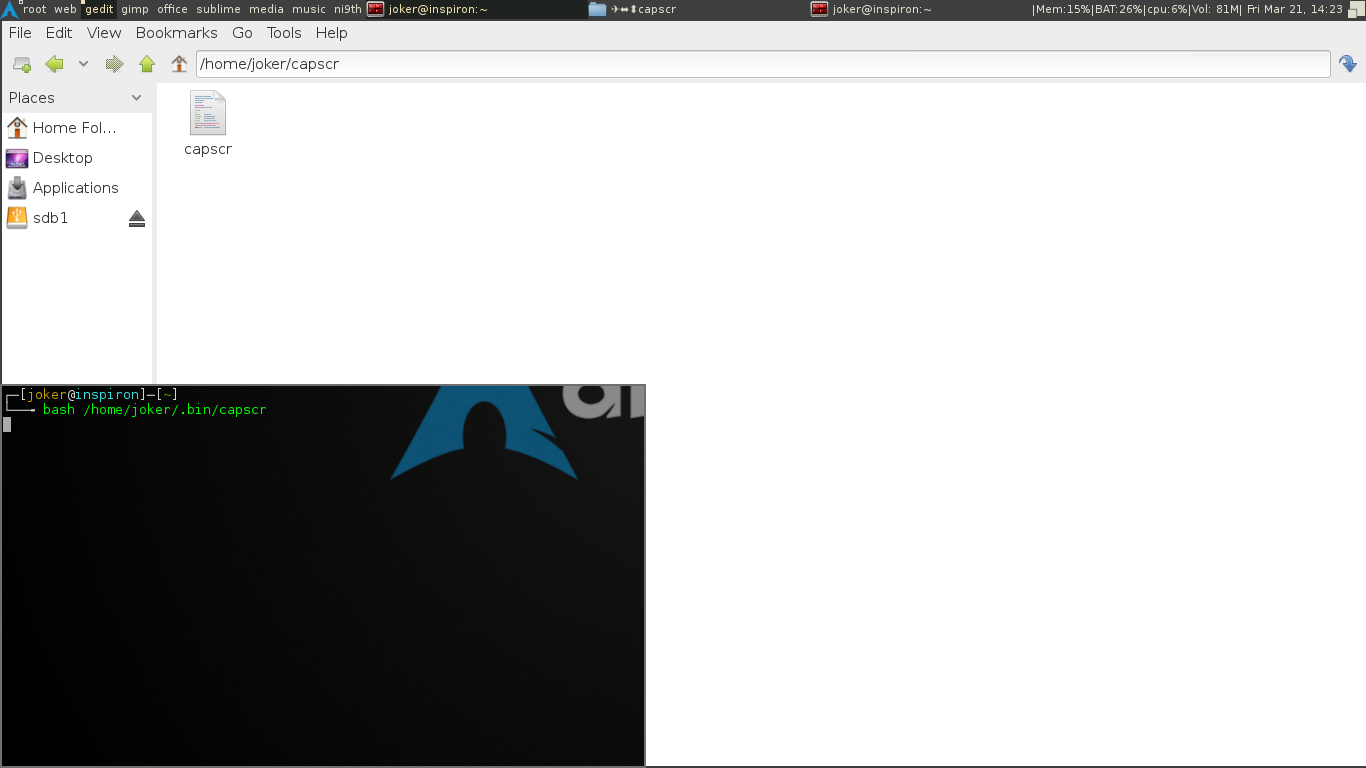 root web gedit gimp office sublime media music ni9th joker@inspiron:~ ✈⬌⬍capscr joker@inspiron:~ |Mem:15%|BAT:26%|cpu:6%|Vol: 81M| Fri Mar 21, 14:23
File Edit View Bookmarks Go Tools Help
/home/joker/capscr
Places
Home Fol...
Desktop
Applications
sdb1
capscr
┌─[joker@inspiron]—[~]
└──╼ bash /home/joker/.bin/capscr